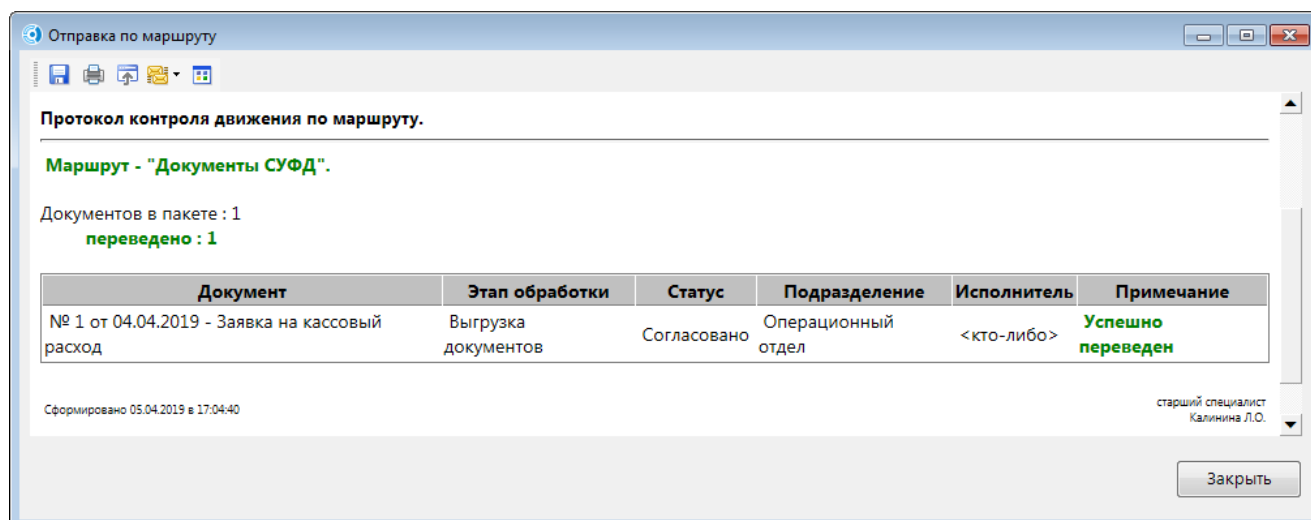 Отправка по маршруту
Протокол контроля движения по маршруту.
Маршрут - "Документы СУФД".
Документов в пакете : 1
переведено : 1
Документ Этап обработки Статус Подразделение Исполнитель Примечание
№ 1 от 04.04.2019 - Заявка на кассовый расход Выгрузка документов Согласовано Операционный отдел <кто-либо> Успешно переведен
Сформировано 05.04.2019 в 17:04:40
старший специалист
Калинина Л.О.
Закрыть